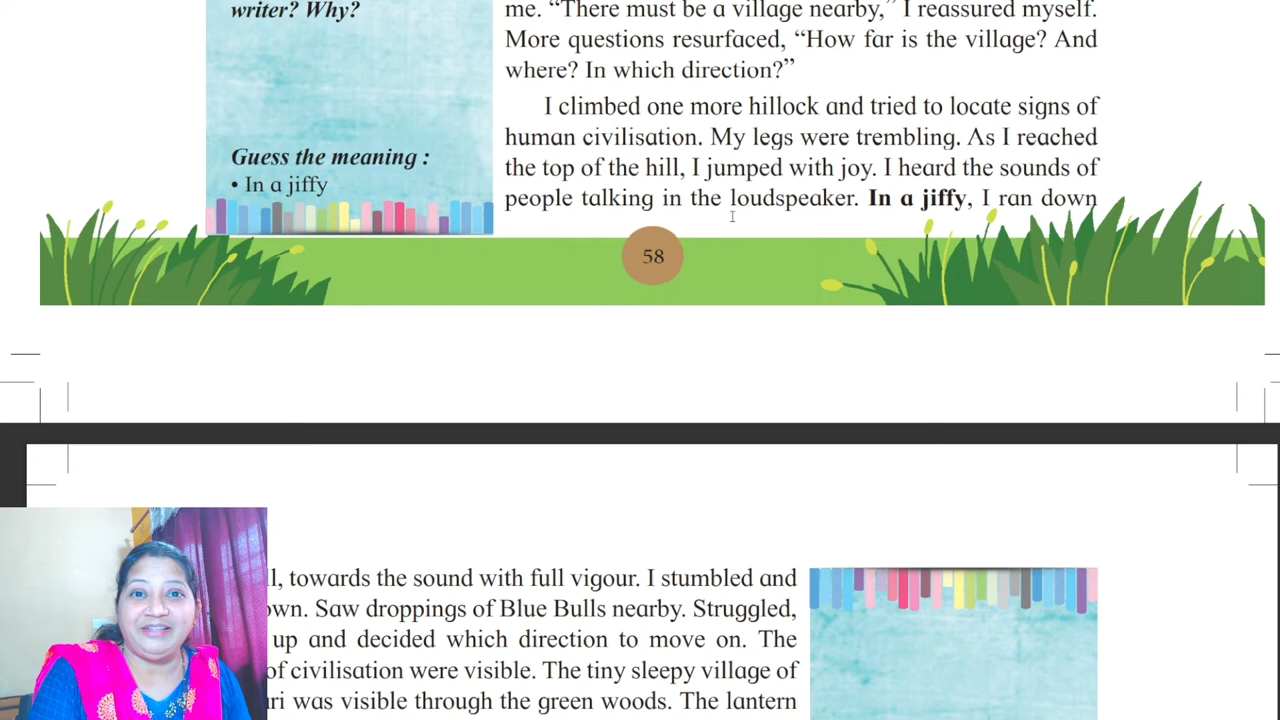 writer? Why?
Guess the meaning :
• In a jiffy
me. “There must be a village nearby,” I reassured myself.
More questions resurfaced, “How far is the village? And
where? In which direction?”
I climbed one more hillock and tried to locate signs of
human civilisation. My legs were trembling. As I reached
the top of the hill, I jumped with joy. I heard the sounds of
people talking in the loudspeaker. In a jiffy, I ran down
58
towards the sound with full vigour. I stumbled and
Saw droppings of Blue Bulls nearby. Struggled,
up and decided which direction to move on. The
of civilisation were visible. The tiny sleepy village of
was visible through the green woods. The lantern